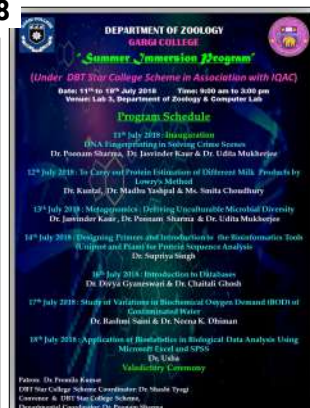 8
DEPARTMENT OF ZOOLOGY
GARGI COLLEGE
"Summer Immersion Program"
(Under DBT Star College Scheme in Association with IQAC)
Date: 11th to 18th July 2018 Time: 9:00 am to 3:00 pm
Venue: Lab 3, Department of Zoology & Computer Lab
Program Schedule
11th July 2018 : Inauguration
DNA Fingerprinting in Solving Crime Scenes
Dr. Poonam Sharma, Dr. Jasvinder Kaur & Dr. Udita Mukherjee
12th July 2018 : To Carry out Protein Estimation of Different Milk Products by
Lowry's Method
Dr. Kuntal, Dr. Madhu Yashpal & Ms. Smita Choudhury
13th July 2018 : Metagenomics : Delving Unculturable Microbial Diversity
Dr. Jasvinder Kaur, Dr. Poonam Sharma & Dr. Udita Mukherjee
14th July 2018 : Designing Primers and Introduction to the Bioinformatics Tools
(Uniprot and Pfam) for Protein Sequence Analysis
Dr. Supriya Singh
16th July 2018 : Introduction to Databases
Dr. Divya Gyaneswari & Dr. Chaitali Ghosh
17th July 2018 : Study of Variations in Biochemical Oxygen Demand (BOD) of
Contaminated Water
Dr. Rashmi Saini & Dr. Neena K. Dhiman
18th July 2018 : Application of Biostatistics in Biological Data Analysis Using
Microsoft Excel and SPSS
Dr. Usha
Valedictory Ceremony
Patron: Dr. Promila Kumar
DBT Star College Scheme Coordinator: Dr. Shashi Tyagi
Convenor & DBT Star College Scheme,
Departmental Coordinator: Dr. Poonam Sharma